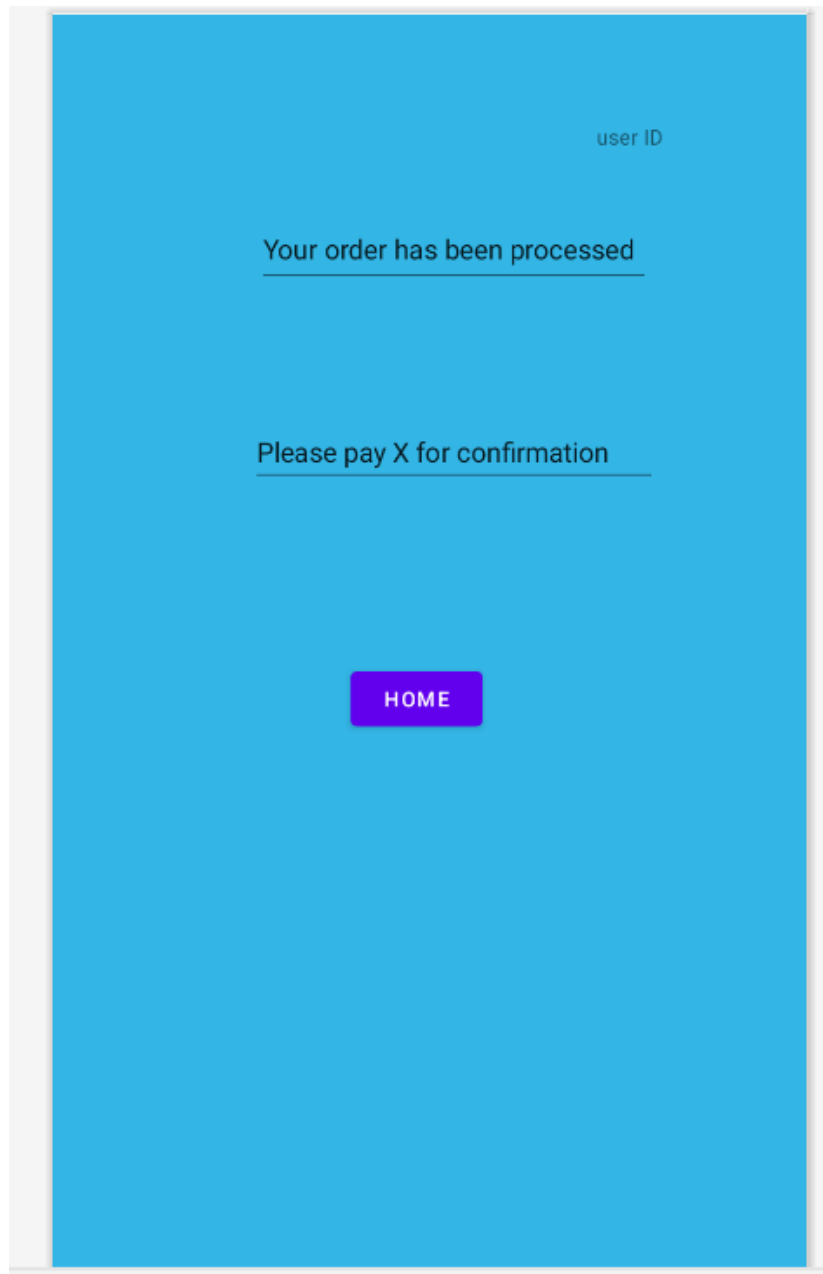 user ID
Your order has been processed
Please pay X for confirmation
HOME